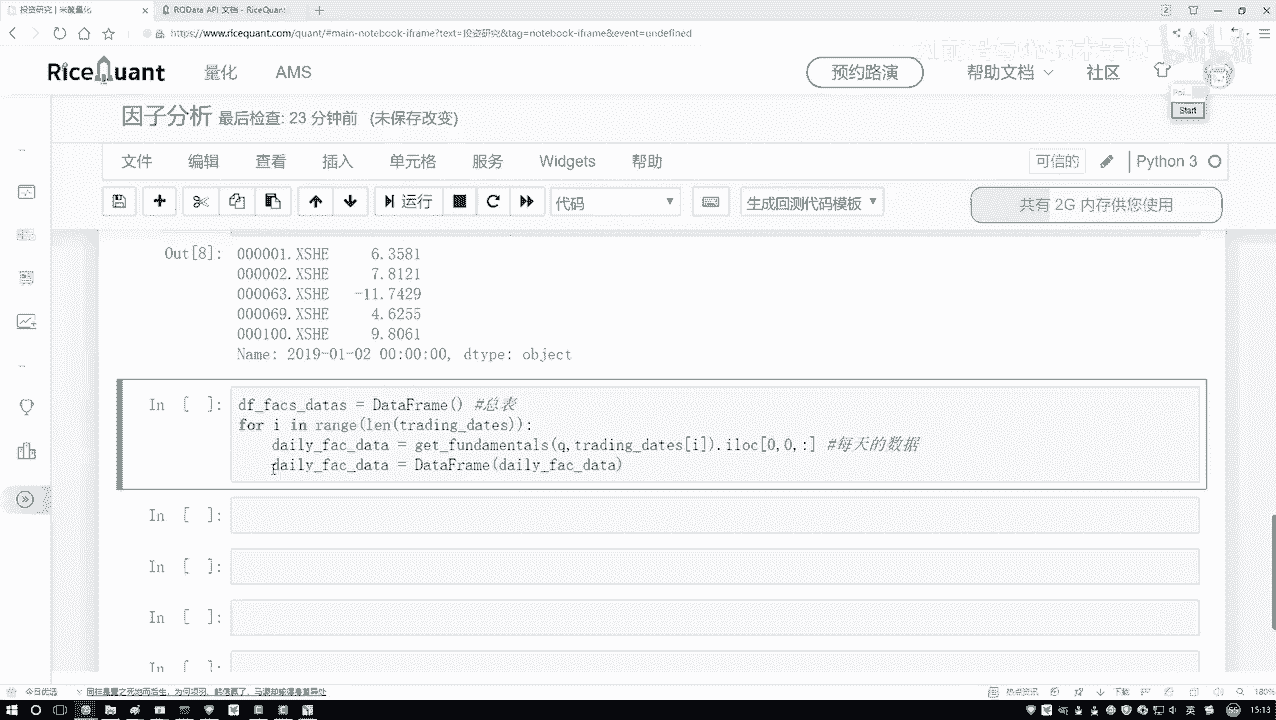 投资研究 | 米筐量化
RQData API 文档 - RiceQuant
https://www.ricequant.com/quant/#main-notebook-iframe?text=投资研究&tag=notebook-iframe&event=undefined
RiceQuant 量化 AMS 预约路演 帮助文档 社区
Start
因子分析 最后检查: 23 分钟前 (未保存改变)
文件 编辑 查看 插入 单元格 服务 Widgets 帮助 可信的 Python 3
运行 代码 生成回测代码模板 共有 2G 内存供您使用
Out[8]: 000001.XSHE 6.3581
000002.XSHE 7.8121
000063.XSHE -11.7429
000069.XSHE 4.6255
000100.XSHE 9.8061
Name: 2019-01-02 00:00:00, dtype: object
In [ ]: df_facs_datas = DataFrame() #总表
for i in range(len(trading_dates)):
daily_fac_data = get_fundamentals(q,trading_dates[i]).iloc[0,0,:] #每天的数据
daily_fac_data = DataFrame(daily_fac_data)
In [ ]:
In [ ]:
In [ ]:
In [ ]:
今日优选
180%
英
15:13